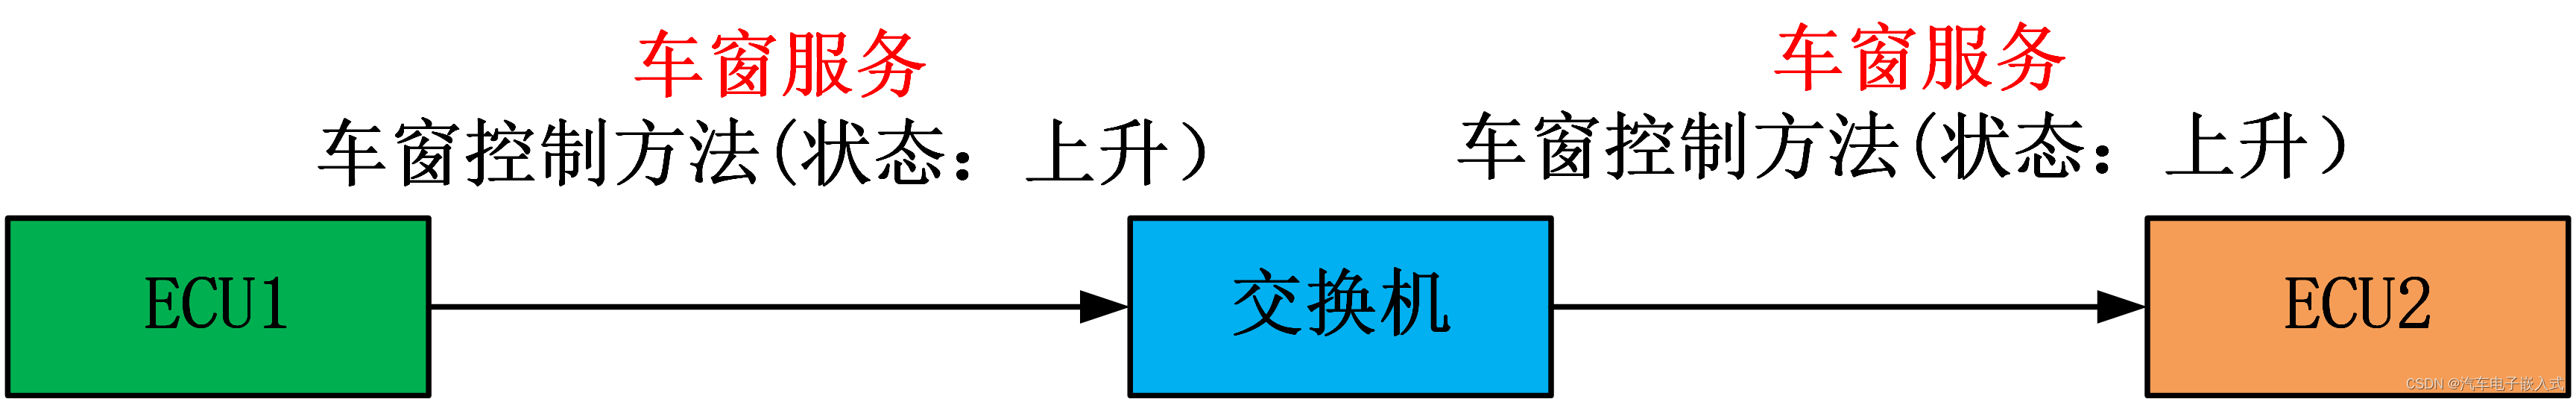 车窗服务
车窗控制方法(状态：上升）
车窗服务
车窗控制方法(状态：上升）
ECU1
交换机
ECU2
CSDN @汽车电子嵌入式